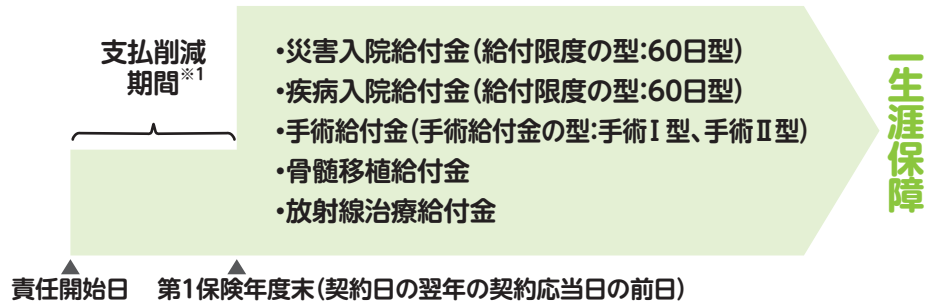 支払削減
期間※1
・災害入院給付金（給付限度の型:60日型）
・疾病入院給付金（給付限度の型:60日型）
・手術給付金（手術給付金の型:手術Ⅰ型、手術Ⅱ型）
・骨髄移植給付金
・放射線治療給付金
一生涯保障
責任開始日
第1保険年度末（契約日の翌年の契約応当日の前日）